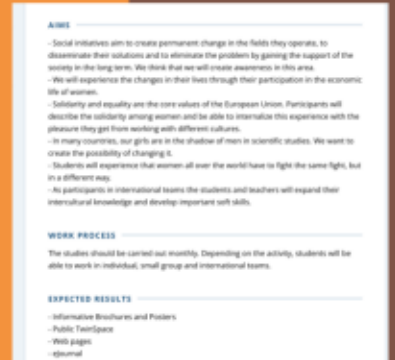 AIMS
- Social initiatives aim to create permanent change in the fields they operate, to
disseminate their solutions and to eliminate the problem by gaining the support of the
society in the long term. We think that we will create awareness in this area.
- We will experience the changes in their lives through their participation in the economic
life of women.
- Solidarity and equality are the core values of the European Union. Participants will
describe the solidarity among women and be able to internalize this experience with the
pleasure they get from working with different cultures.
- In many countries, our girls are in the shadow of men in scientific studies. We want to
create the possibility of changing it.
- Students will experience that women all over the world have to fight the same fight, but
in a different way.
- As participants in international teams the students and teachers will expand their
intercultural knowledge and develop important soft skills.
WORK PROCESS
The studies should be carried out monthly. Depending on the activity, students will be
able to work in individual, small group and international teams.
EXPECTED RESULTS
- Informative Brochures and Posters
- Public TwinSpace
- Web pages
- eJournal